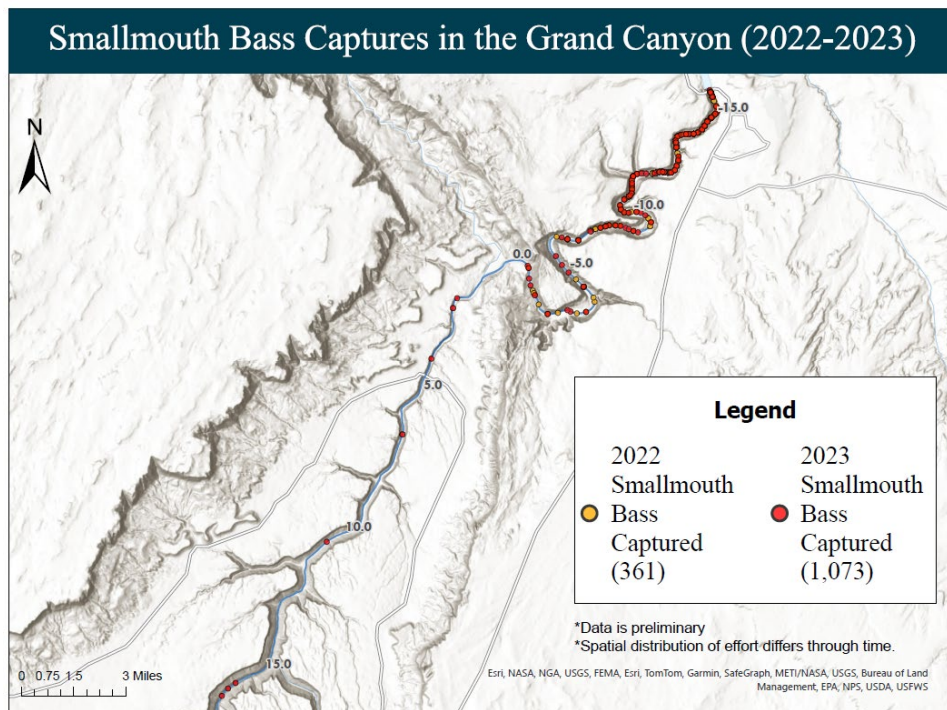 Smallmouth Bass Captures in the Grand Canyon (2022-2023)
N
-15.0
-10.0
0.0
-5.0
5.0
10.0
15.0
Legend
2022
Smallmouth
Bass
Captured
(361)
2023
Smallmouth
Bass
Captured
(1,073)
*Data is preliminary
*Spatial distribution of effort differs through time.
0 0.75 1.5 3 Miles
Esri, NASA, NGA, USGS, FEMA, Esri, TomTom, Garmin, SafeGraph, METI/NASA, USGS, Bureau of Land
Management, EPA, NPS, USDA, USFWS